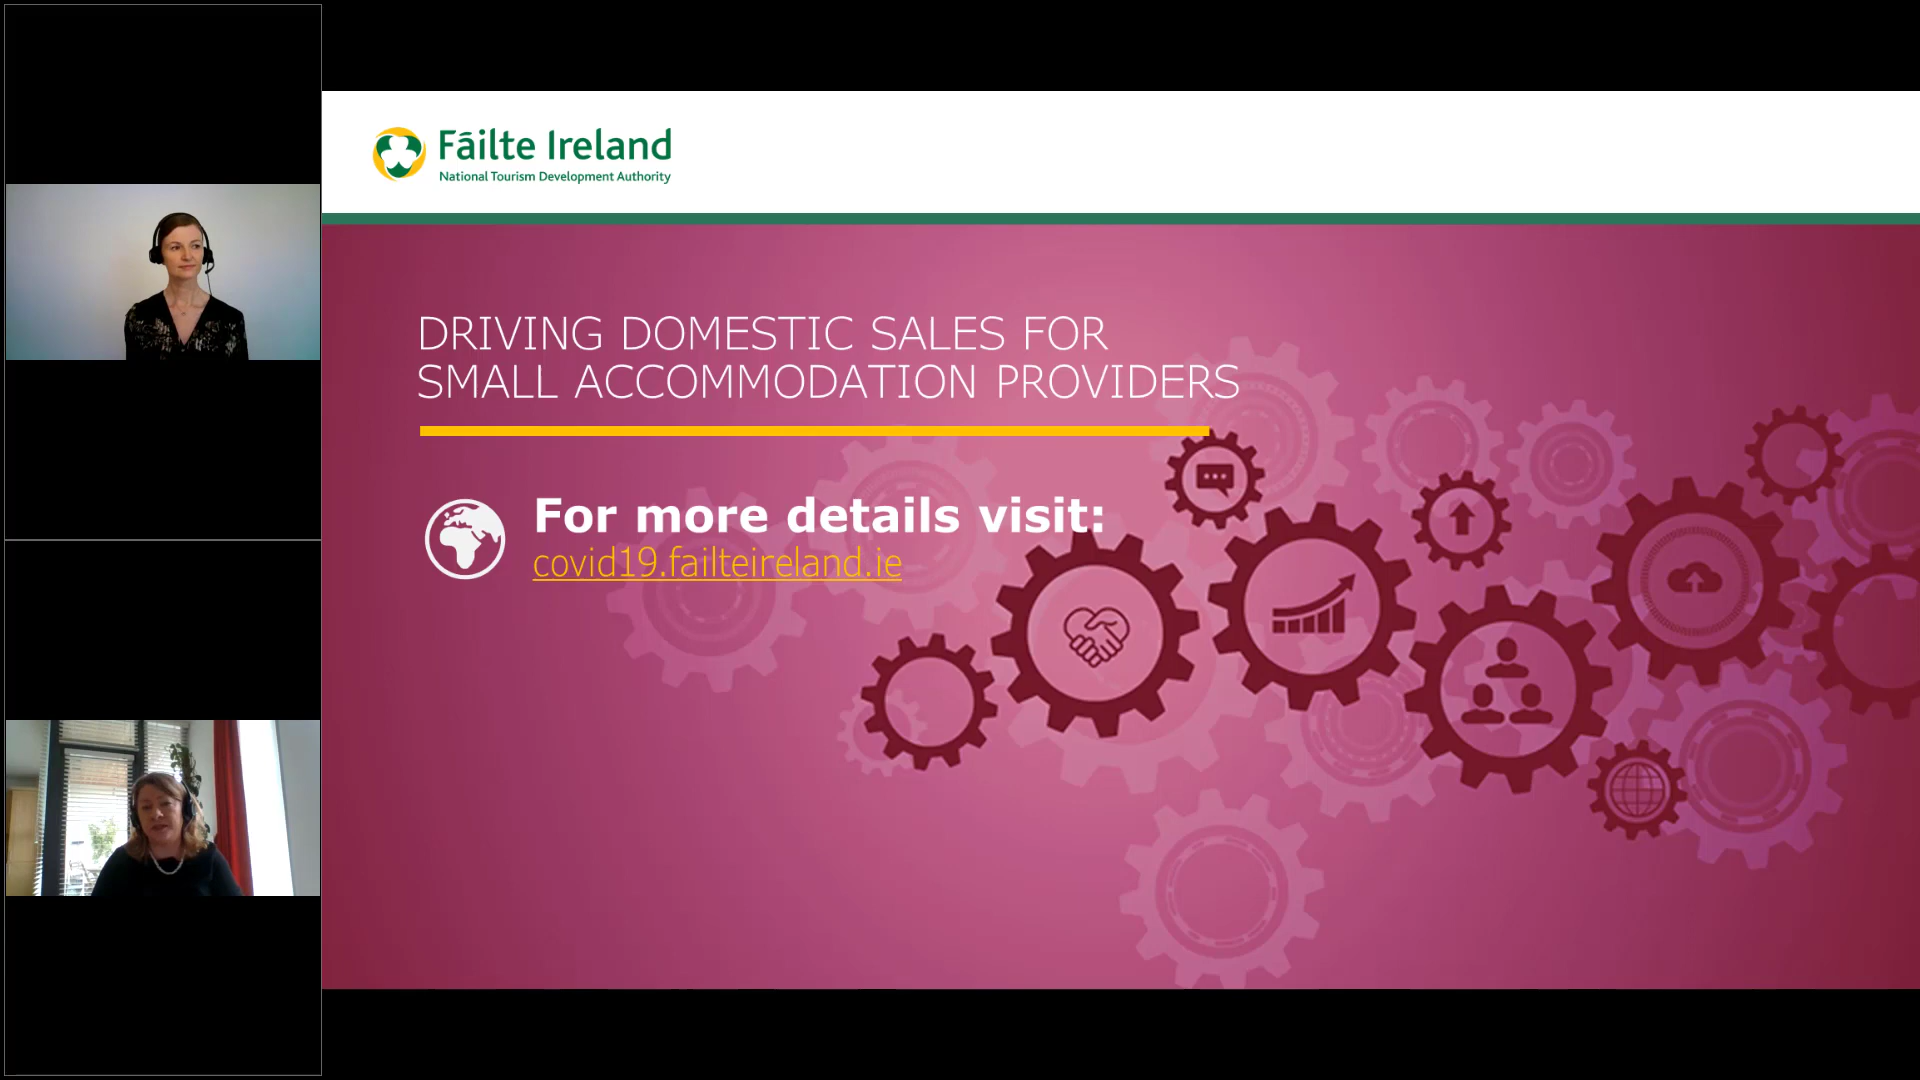 Fáilte Ireland
National Tourism Development Authority
DRIVING DOMESTIC SALES FOR
SMALL ACCOMMODATION PROVIDERS
For more details visit:
covid19.failteireland.ie